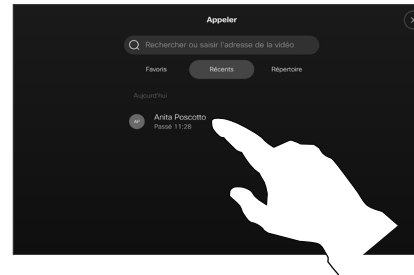 Appeler
Rechercher ou saisir l'adresse de la vidéo
Favoris Récents Répertoire
Aujourd'hui
AP
Anita Poscotto
Passé 11:28